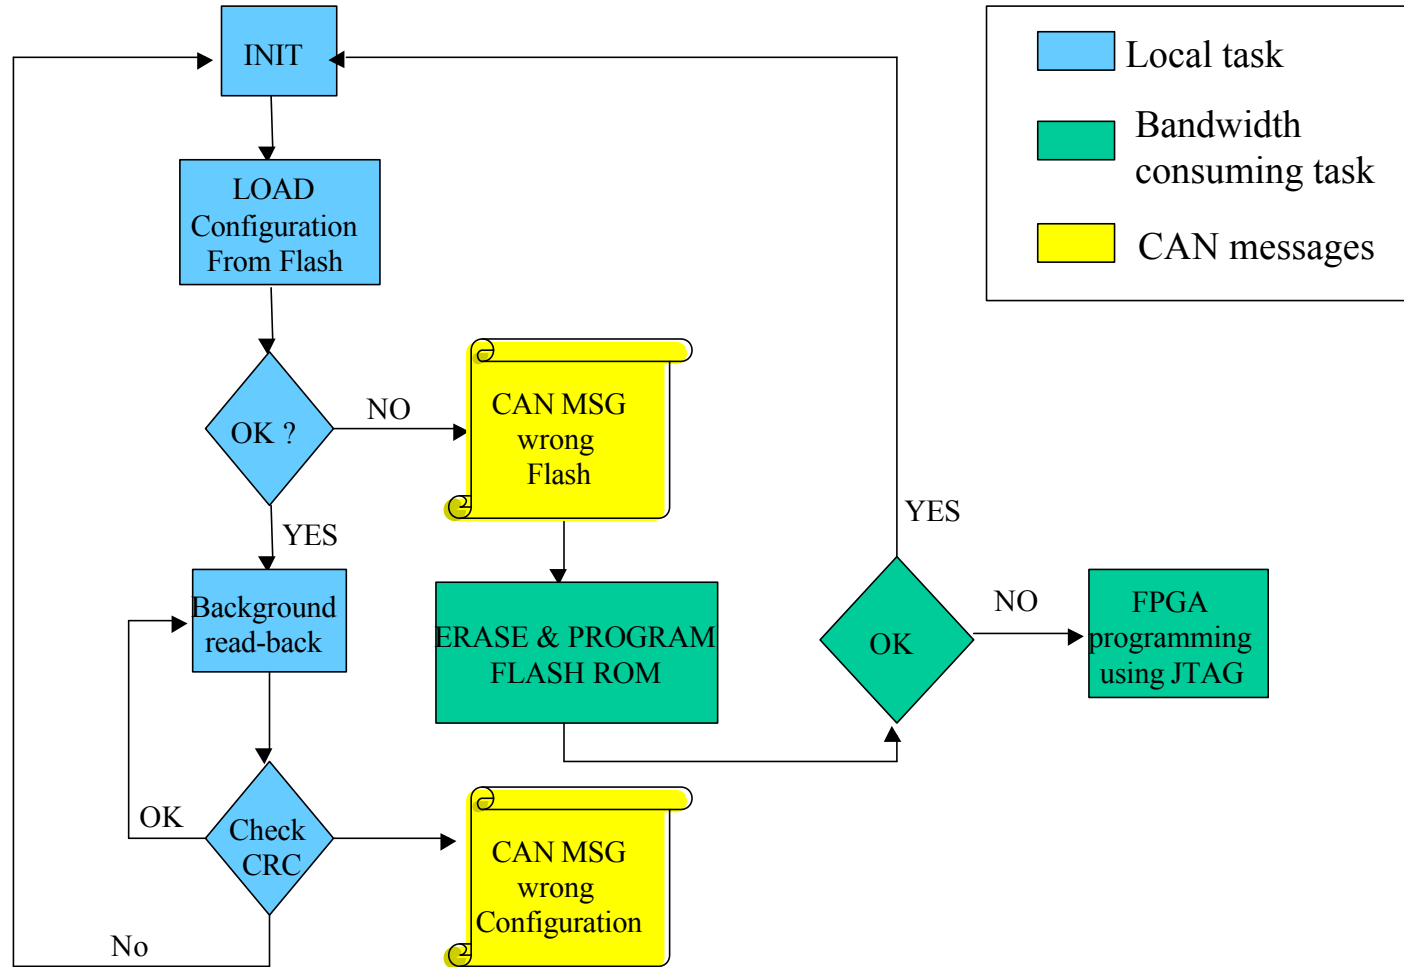 INIT
Local task
Bandwidth
consuming task
CAN messages
LOAD
Configuration
From Flash
OK ?
NO
CAN MSG
wrong
Flash
YES
Background
read-back
ERASE & PROGRAM
FLASH ROM
YES
OK
NO
FPGA
programming
using JTAG
OK
Check
CRC
CAN MSG
wrong
Configuration
No